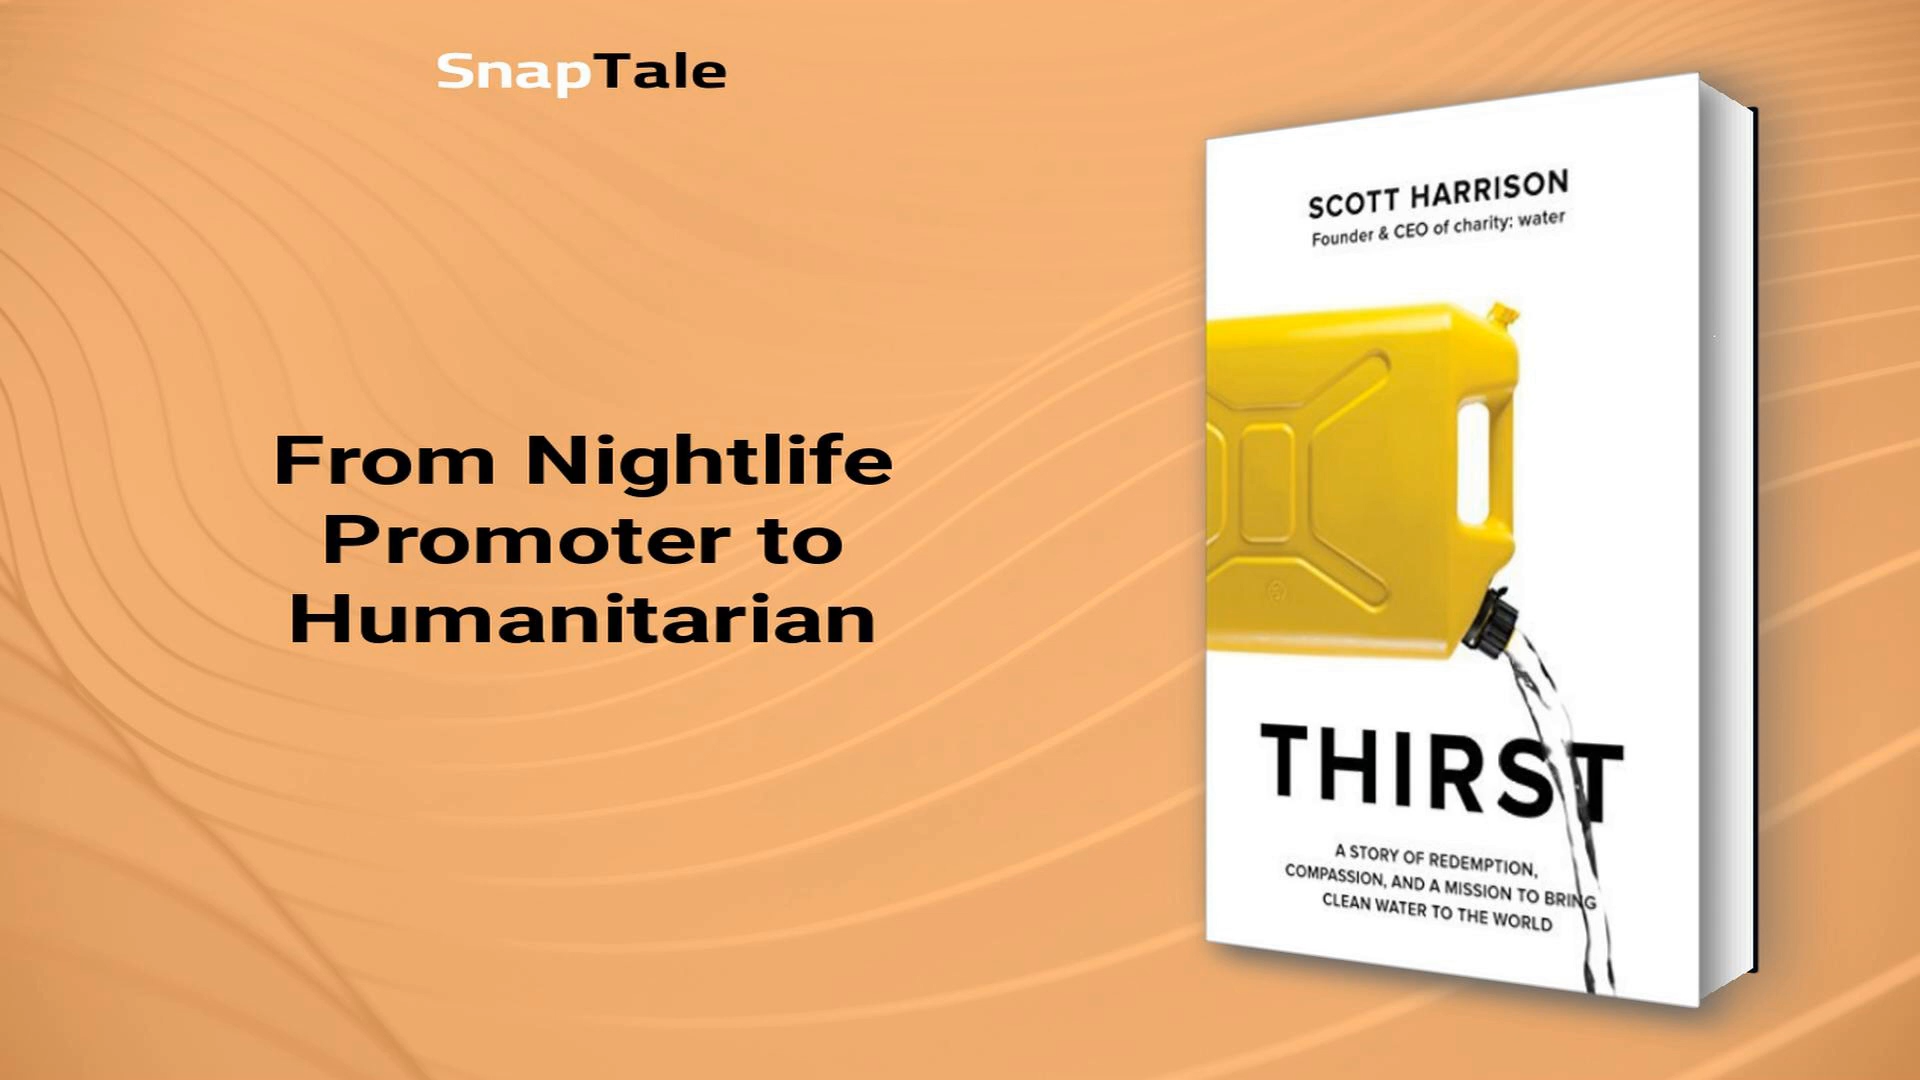 SnapTale
From Nightlife
Promoter to
Humanitarian
SCOTT HARRISON
Founder & CEO of charity: water
THIRST
A STORY OF REDEMPTION,
COMPASSION, AND A MISSION TO BRING
CLEAN WATER TO THE WORLD